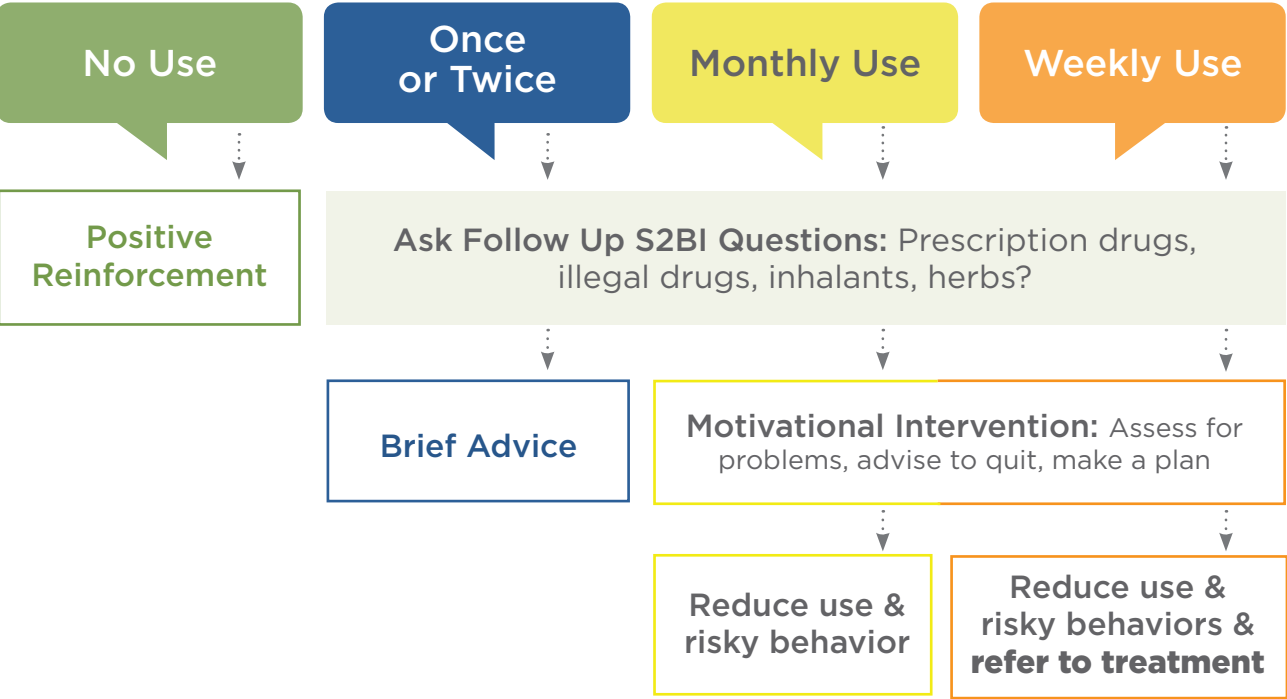 No Use
Once
or Twice
Monthly Use
Weekly Use
Positive
Reinforcement
Ask Follow Up S2BI Questions: Prescription drugs,
illegal drugs, inhalants, herbs?
Brief Advice
Motivational Intervention: Assess for
problems, advise to quit, make a plan
Reduce use &
risky behavior
Reduce use &
risky behaviors &
refer to treatment